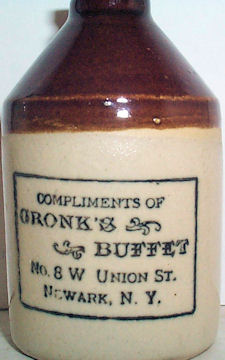 COMPLIMENTS OF
GRONK'S
BUFFET
No. 8 W UNION ST.
NEWARK, N. Y.